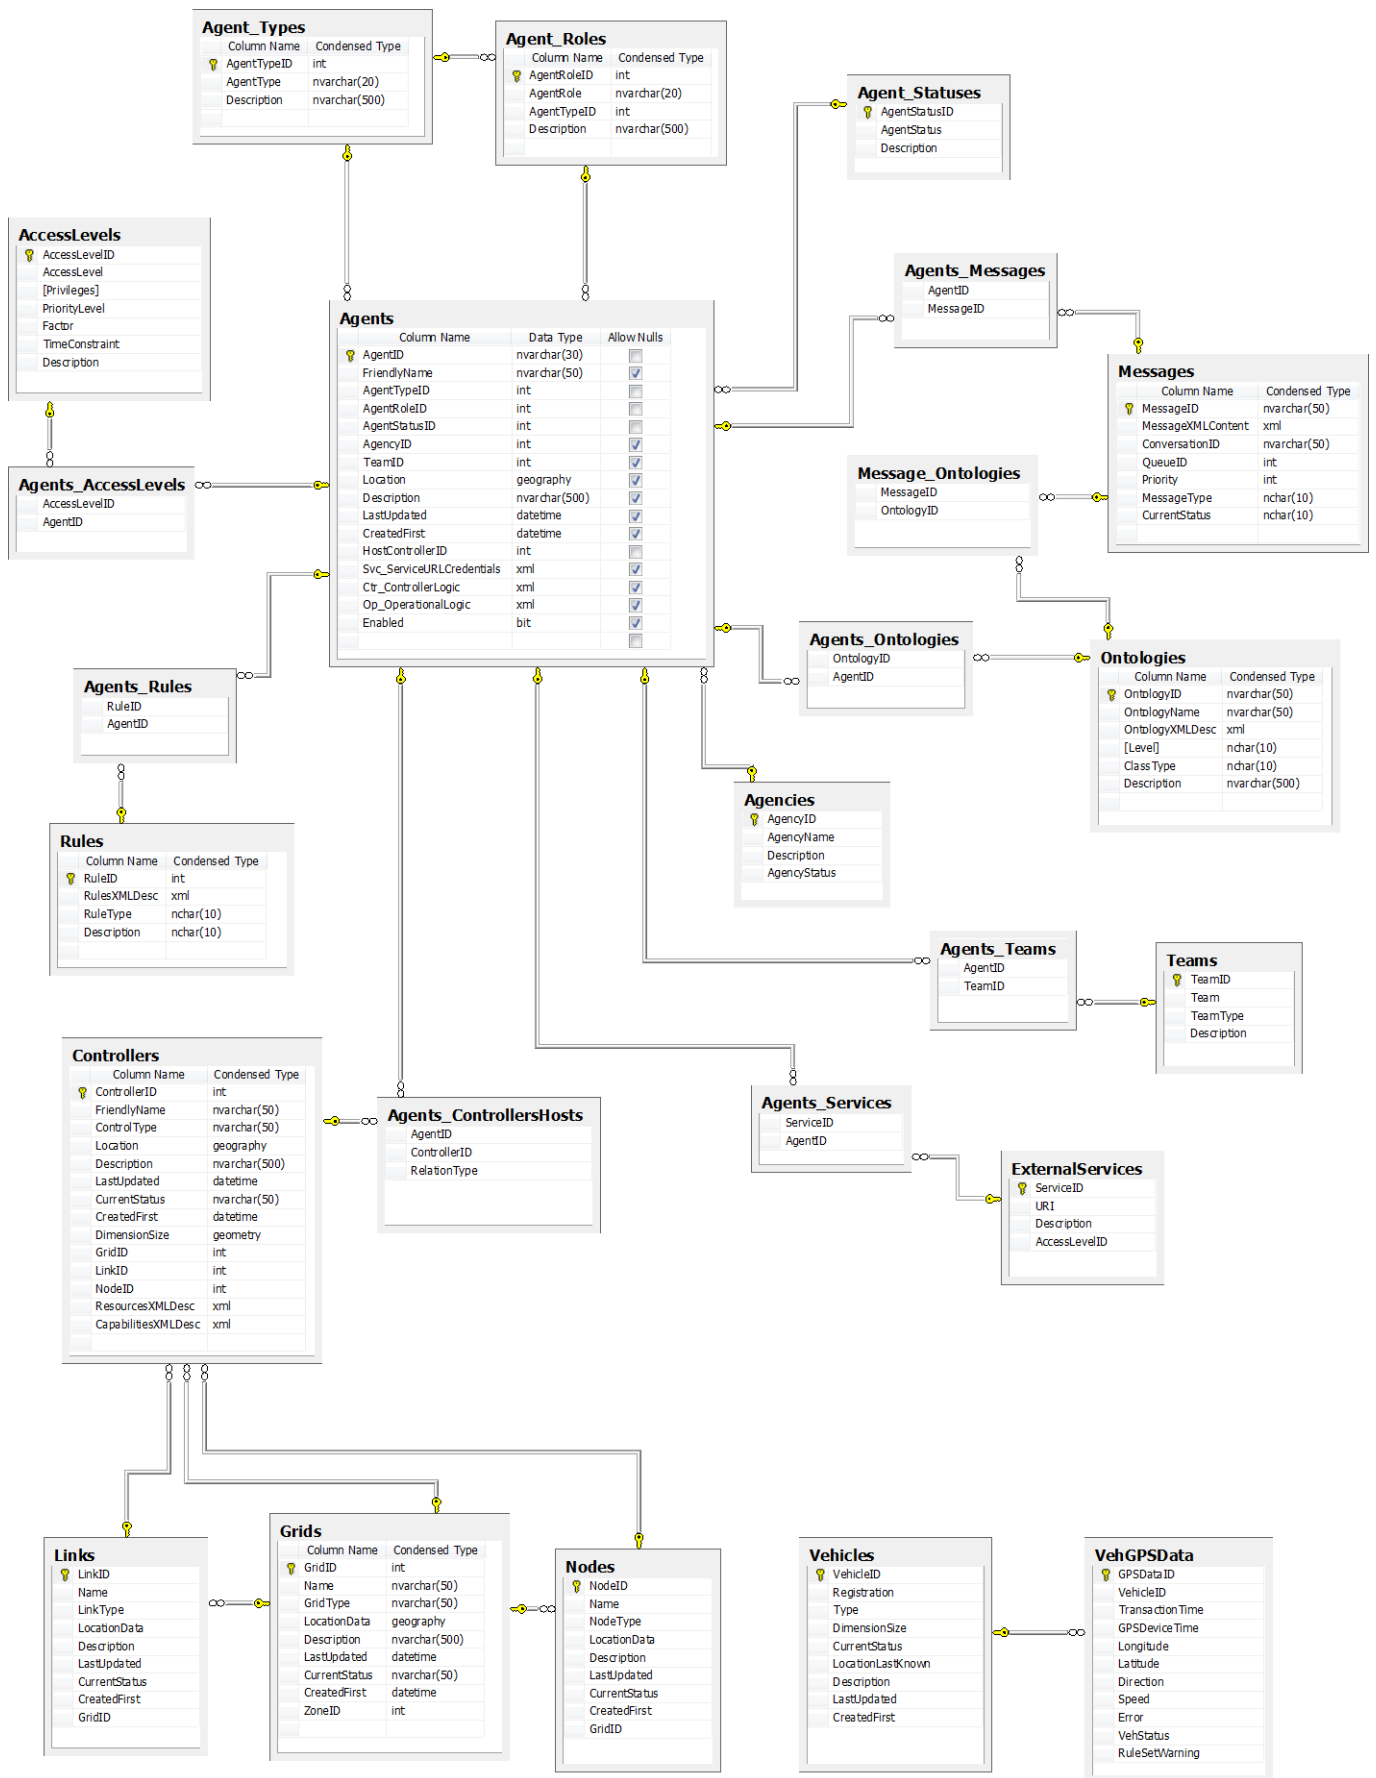 Agent_Types
Column Name Condensed Type
AgentTypeID int
AgentType nvarchar(20)
Description nvarchar(500)
Agent_Roles
Column Name Condensed Type
AgentRoleID int
AgentRole nvarchar(20)
AgentTypeID int
Description nvarchar(500)
Agent_Statuses
AgentStatusID
AgentStatus
Description
AccessLevels
AccessLevelID
AccessLevel
[Privileges]
PriorityLevel
Factor
TimeConstraint
Description
Agents_Messages
AgentID
MessageID
Agents
Column Name Data Type Allow Nulls
AgentID nvarchar(30)
FriendlyName nvarchar(50)
AgentTypeID int
AgentRoleID int
AgentStatusID int
AgencyID int
TeamID int
Location geography
Description nvarchar(500)
LastUpdated datetime
CreatedFirst datetime
HostControllerID int
Svc_ServiceURLCredentials xml
Ctr_ControllerLogic xml
Op_OperationalLogic xml
Enabled bit
Messages
Column Name Condensed Type
MessageID nvarchar(50)
MessageXMLContent xml
ConversationID nvarchar(50)
QueueID int
Priority int
MessageType nchar(10)
CurrentStatus nchar(10)
Agents_AccessLevels
AccessLevelID
AgentID
Message_Ontologies
MessageID
OntologyID
Agents_Ontologies
OntologyID
AgentID
Ontologies
Column Name Condensed Type
OntologyID nvarchar(50)
OntologyName nvarchar(50)
OntologyXMLDesc xml
[Level] nchar(10)
ClassType nchar(10)
Description nvarchar(500)
Agents_Rules
RuleID
AgentID
Agencies
AgencyID
AgencyName
Description
AgencyStatus
Rules
Column Name Condensed Type
RuleID int
RulesXMLDesc xml
RuleType nchar(10)
Description nchar(10)
Agents_Teams
AgentID
TeamID
Teams
TeamID
Team
TeamType
Description
Controllers
Column Name Condensed Type
ControllerID int
FriendlyName nvarchar(50)
ControlType nvarchar(50)
Location geography
Description nvarchar(500)
LastUpdated datetime
CurrentStatus nvarchar(50)
CreatedFirst datetime
DimensionSize geometry
GridID int
LinkID int
NodeID int
ResourcesXMLDesc xml
CapabilitiesXMLDesc xml
Agents_ControllersHosts
AgentID
ControllerID
RelationType
Agents_Services
ServiceID
AgentID
ExternalServices
ServiceID
URI
Description
AccessLevelID
Links
LinkID
Name
LinkType
LocationData
Description
LastUpdated
CurrentStatus
CreatedFirst
GridID
Grids
Column Name Condensed Type
GridID int
Name nvarchar(50)
GridType nvarchar(50)
LocationData geography
Description nvarchar(500)
LastUpdated datetime
CurrentStatus nvarchar(50)
CreatedFirst datetime
ZoneID int
Nodes
NodeID
Name
NodeType
LocationData
Description
LastUpdated
CurrentStatus
CreatedFirst
GridID
Vehicles
VehicleID
Registration
Type
DimensionSize
CurrentStatus
LocationLastKnown
Description
LastUpdated
CreatedFirst
VehGPSData
GPSDataID
VehicleID
TransactionTime
GPSDeviceTime
Longitude
Latitude
Direction
Speed
Error
VehStatus
RuleSetWarning